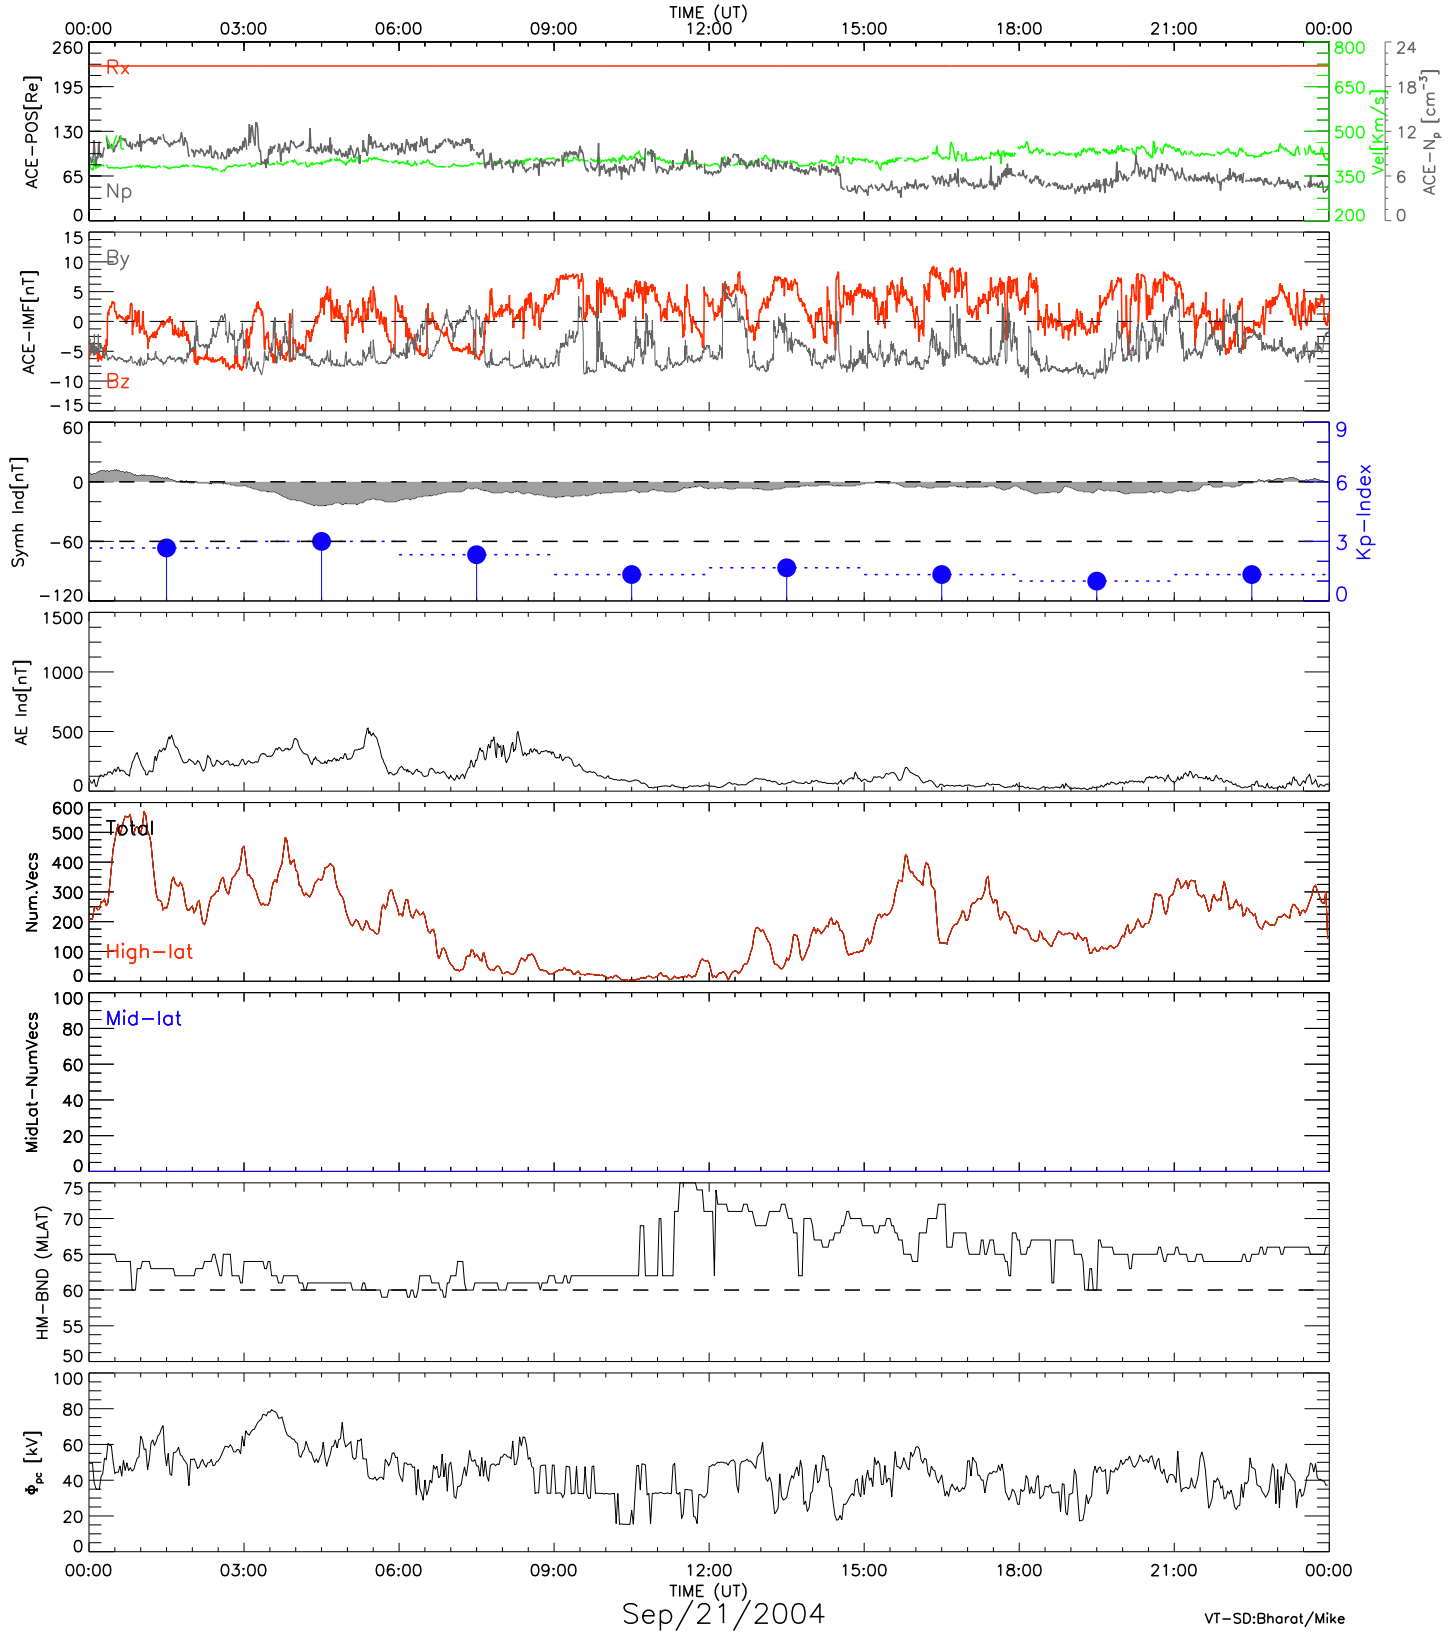 TIME (UT)
00:00 03:00 06:00 09:00 12:00 15:00 18:00 21:00 00:00
ACE-POS[Re]
260
195
130
65
0
Rx
Vt
Np
800
650
500
350
200
Vel[Km/s]
24
18
12
6
0
ACE-Np [cm-3]
ACE-IMF[nT]
15
10
5
0
-5
-10
-15
By
Bz
Symh Ind[nT]
60
0
-60
-120
9
6
3
0
Kp-Index
AE Ind[nT]
1500
1000
500
0
Num.Vecs
600
500
400
300
200
100
0
Total
High-lat
MidLat-NumVecs
100
80
60
40
20
0
Mid-lat
HM-BND (MLAT)
75
70
65
60
55
50
Φpc [kV]
100
80
60
40
20
0
00:00 03:00 06:00 09:00 12:00 15:00 18:00 21:00 00:00
TIME (UT)
Sep/21/2004
VT-SD:Bharat/Mike